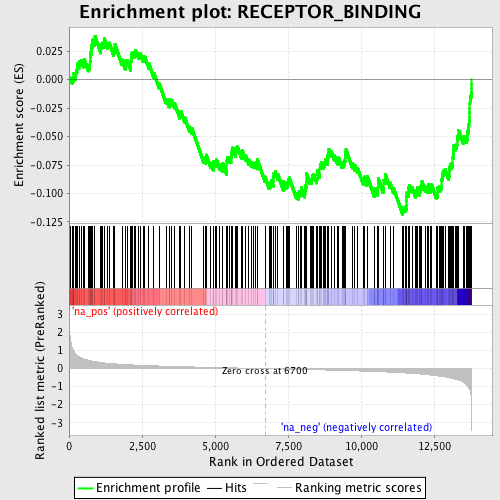 Enrichment plot: RECEPTOR_BINDING
Enrichment score (ES)
0.025
0.000
-0.025
-0.050
-0.075
-0.100
-0.125
'na_pos' (positively correlated)
Ranked list metric (PreRanked)
3
2
1
0
-1
-2
-3
Zero cross at 6700
'na_neg' (negatively correlated)
0
2,500
5,000
7,500
10,000
12,500
Rank in Ordered Dataset
Enrichment profile
Hits
Ranking metric scores